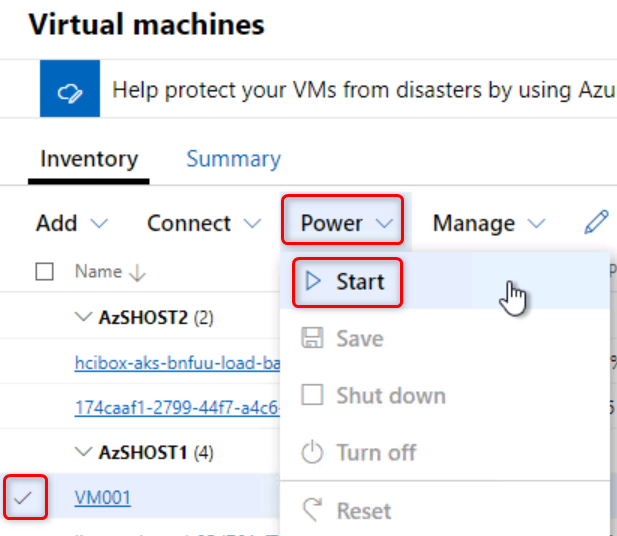 Virtual machines
Help protect your VMs from disasters by using Azu
Inventory Summary
Add Connect Power Manage
Name
Start
AzSHOST2 (2)
Save
hcibox-aks-bnfuu-load-ba
Shut down
174caaf1-2799-44f7-a4c6-
AzSHOST1 (4)
Turn off
VM001
Reset